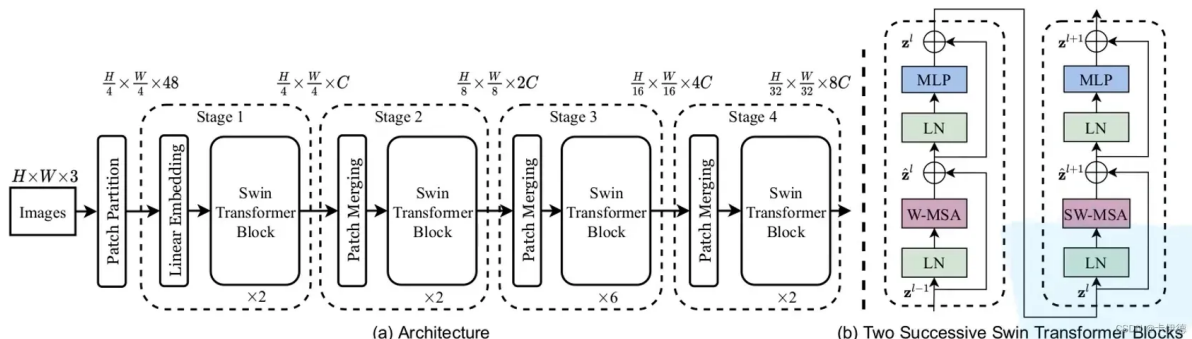 H/4 × W/4 × 48
H/4 × W/4 × C
H/8 × W/8 × 2C
H/16 × W/16 × 4C
H/32 × W/32 × 8C
Stage 1
Stage 2
Stage 3
Stage 4
H×W×3
Images
Patch Partition
Linear Embedding
Swin
Transformer
Block
×2
Patch Merging
Swin
Transformer
Block
×2
Patch Merging
Swin
Transformer
Block
×6
Patch Merging
Swin
Transformer
Block
×2
(a) Architecture
z^l
MLP
LN
ẑ^l
W-MSA
LN
z^{l-1}
z^{l+1}
MLP
LN
ẑ^{l+1}
SW-MSA
LN
z^l
(b) Two Successive Swin Transformer Blocks